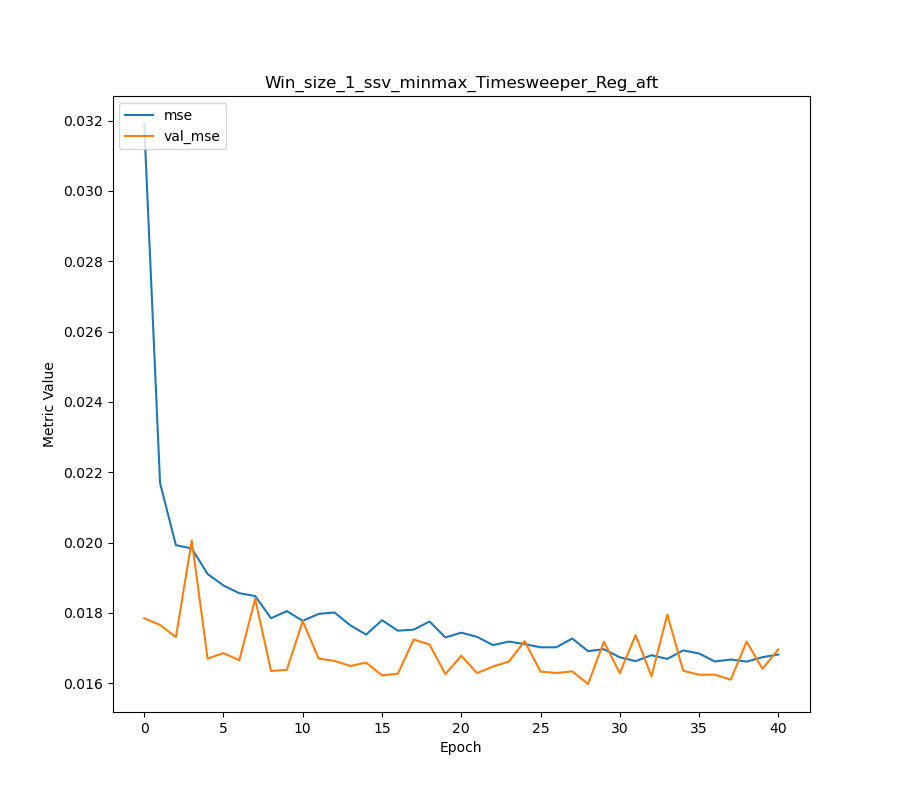 Win_size_1_ssv_minmax_Timesweeper_Reg_aft
mse
val_mse
0.032
0.030
0.028
0.026
0.024
0.022
0.020
0.018
0.016
Metric Value
0 5 10 15 20 25 30 35 40
Epoch